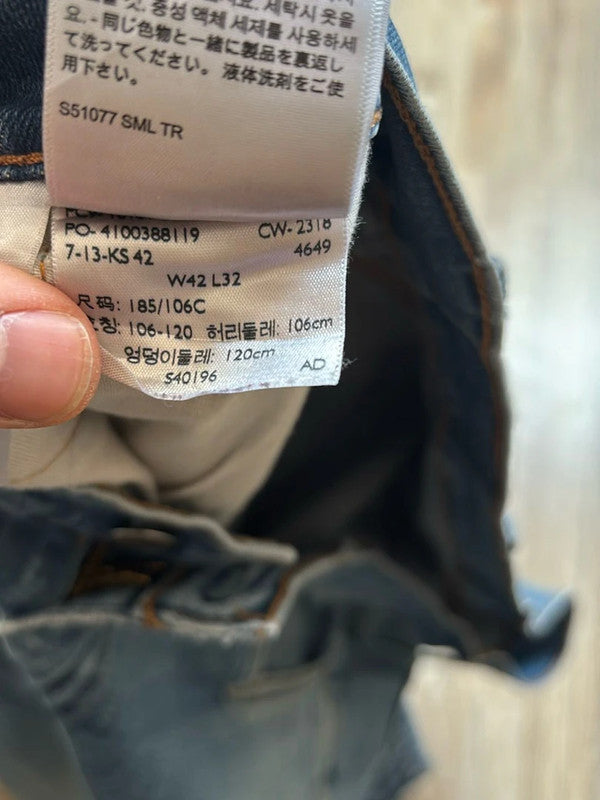 중성 액체 세제를 사용하세
요. - 同じ色物と一緒に製品を裏返し
て洗ってください。 液体洗剤をご使
用下さい。
S51077 SML TR
PO- 4100388119 CW- 2318
7-13-KS 42 4649
W42 L32
尺码: 185/106C
호칭: 106-120 허리둘레: 106cm
엉덩이둘레: 120cm
S40196 AD